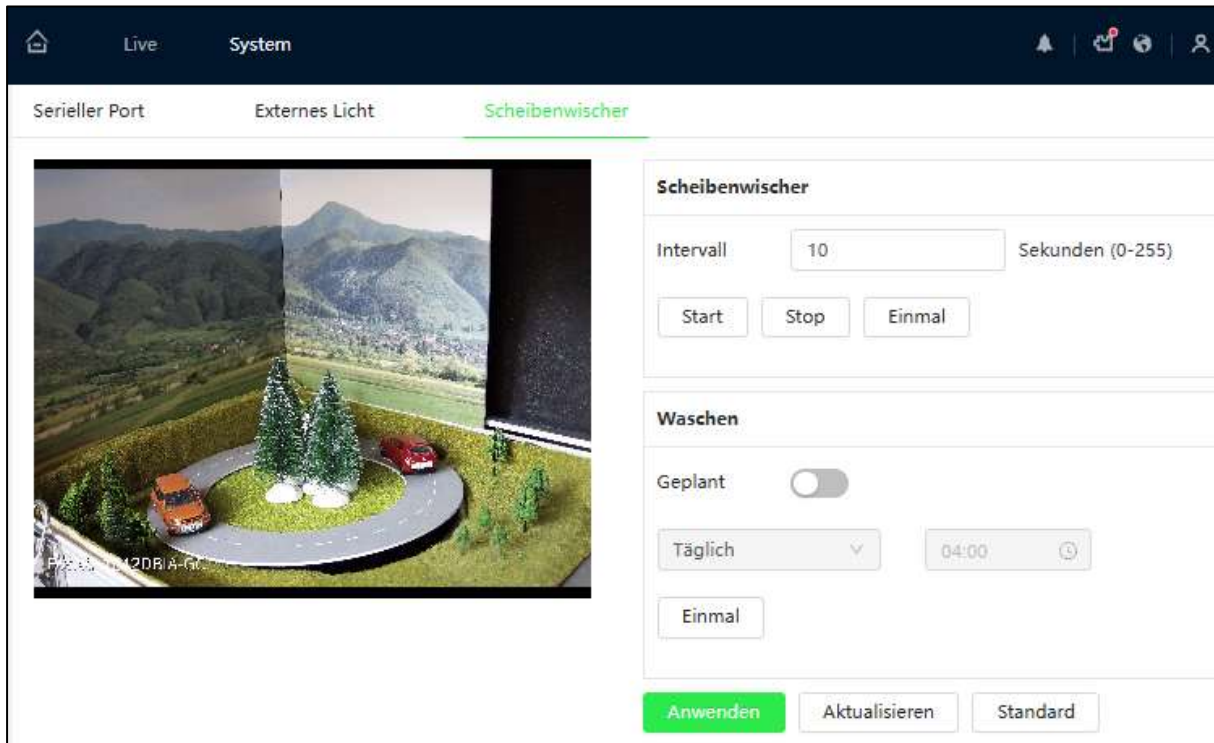 Live System
Serieller Port Externes Licht Scheibenwischer
Scheibenwischer
Intervall 10 Sekunden (0-255)
Start Stop Einmal
Waschen
Geplant
Täglich 04:00
Einmal
Anwenden Aktualisieren Standard